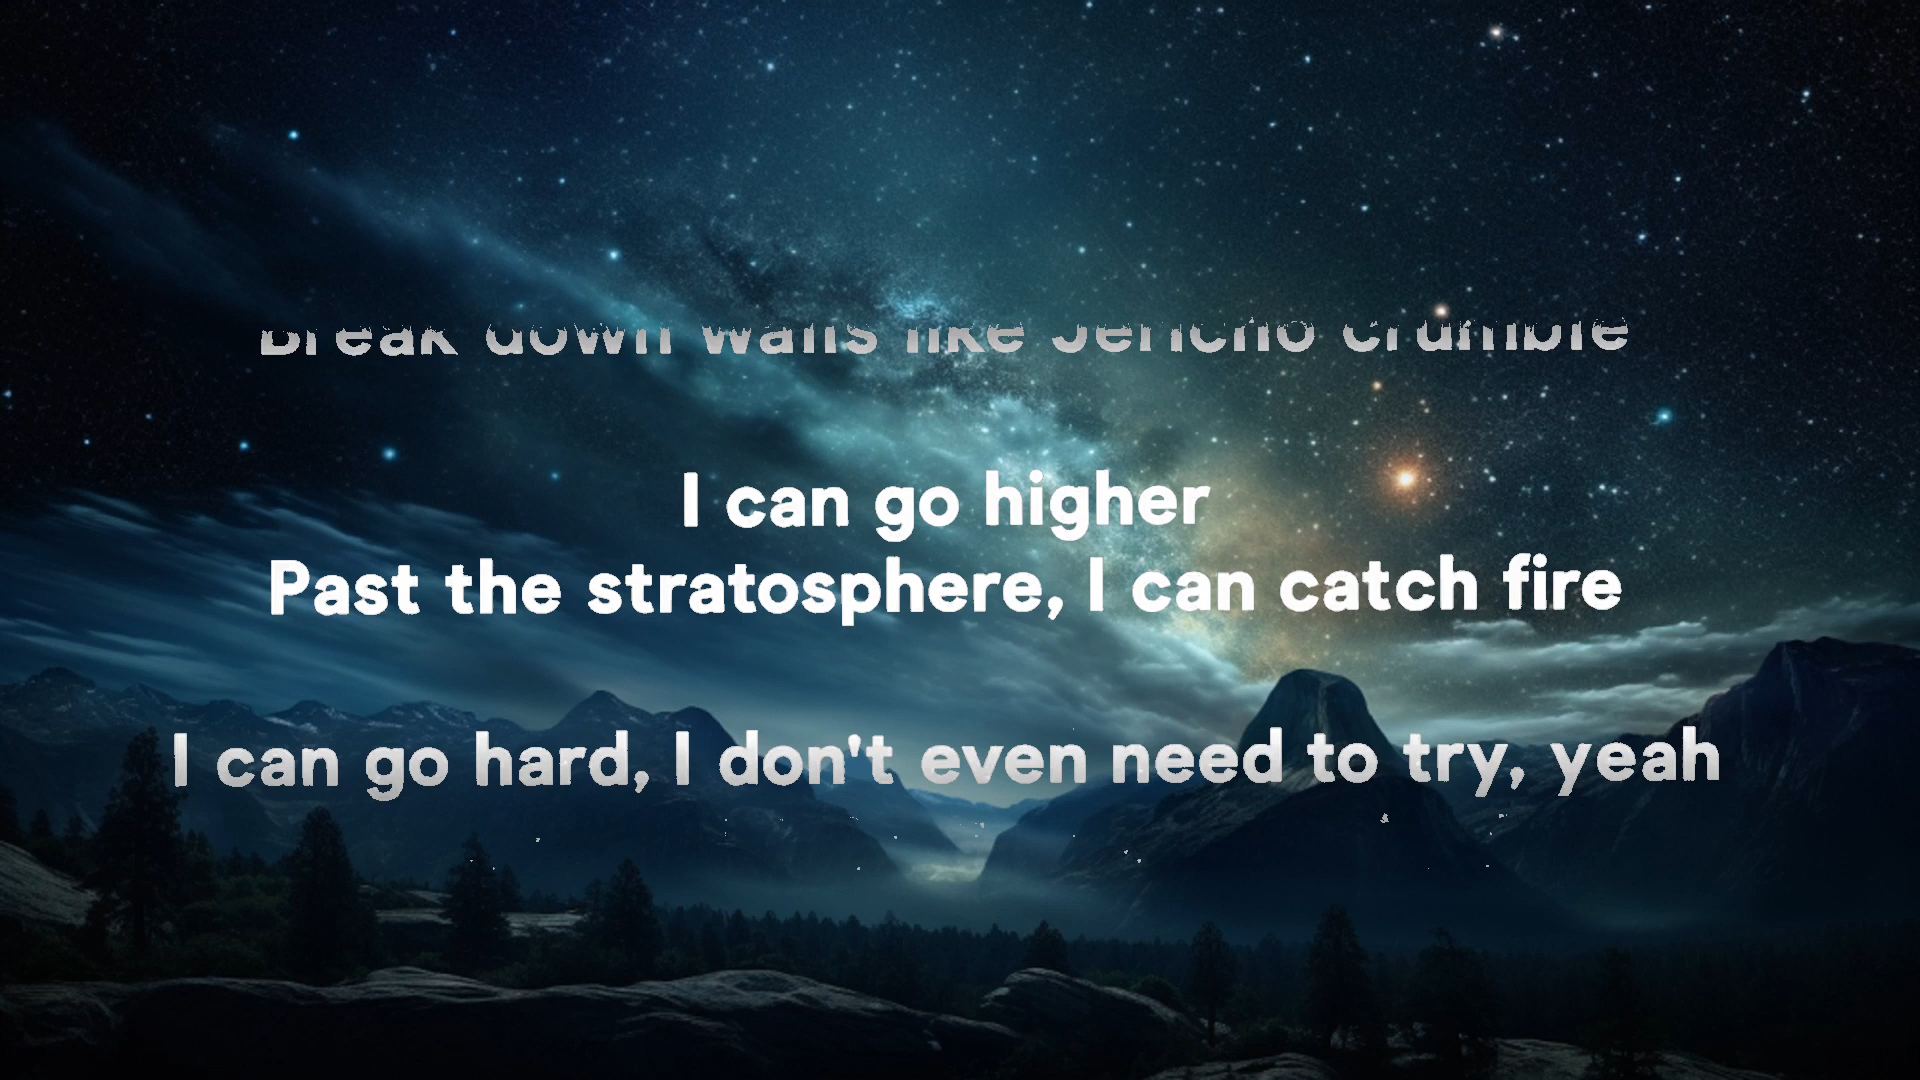 Break down walls like Jericho crumble
I can go higher
Past the stratosphere, I can catch fire
I can go hard, I don't even need to try, yeah